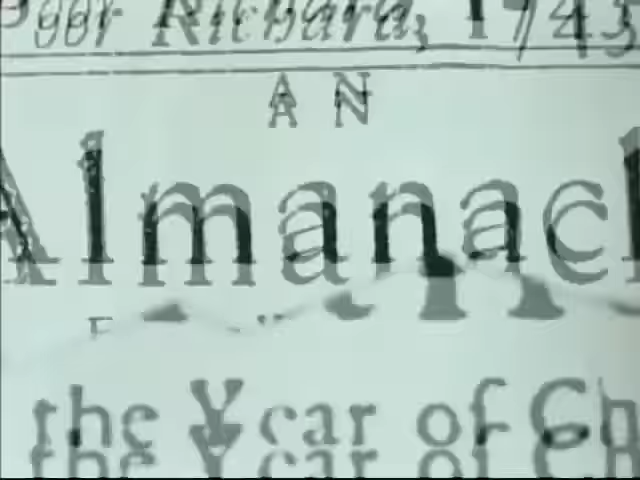 Poor Richard, 1743
AN
Almanack
the Year of Ch